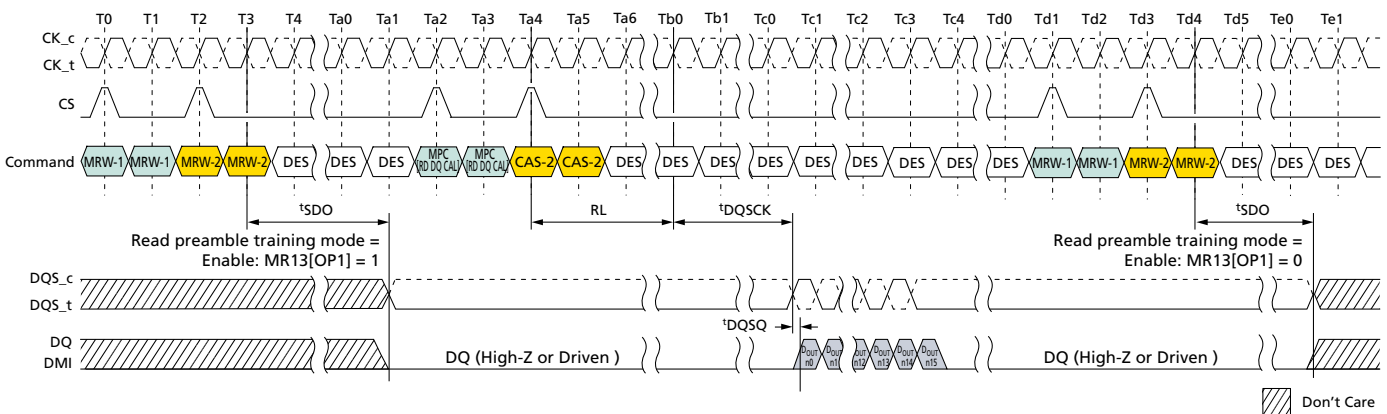 T0 T1 T2 T3 T4 Ta0 Ta1 Ta2 Ta3 Ta4 Ta5 Ta6 Tb0 Tb1 Tc0 Tc1 Tc2 Tc3 Tc4 Td0 Td1 Td2 Td3 Td4 Td5 Te0 Te1
CK_c
CK_t
CS
Command MRW-1 MRW-1 MRW-2 MRW-2 DES DES DES MPC [RD DQ CAL] MPC [RD DQ CAL] CAS-2 CAS-2 DES DES DES DES DES DES DES DES DES MRW-1 MRW-1 MRW-2 MRW-2 DES DES DES
tSDO RL tDQSCK tSDO
Read preamble training mode = Read preamble training mode =
Enable: MR13[OP1] = 1 Enable: MR13[OP1] = 0
DQS_c
DQS_t
tDQSQ
DQ
DMI
DQ (High-Z or Driven ) DOUT n0 DOUT n1 OUT n12 DOUT n13 DOUT n14 DOUT n15 DQ (High-Z or Driven )
Don't Care